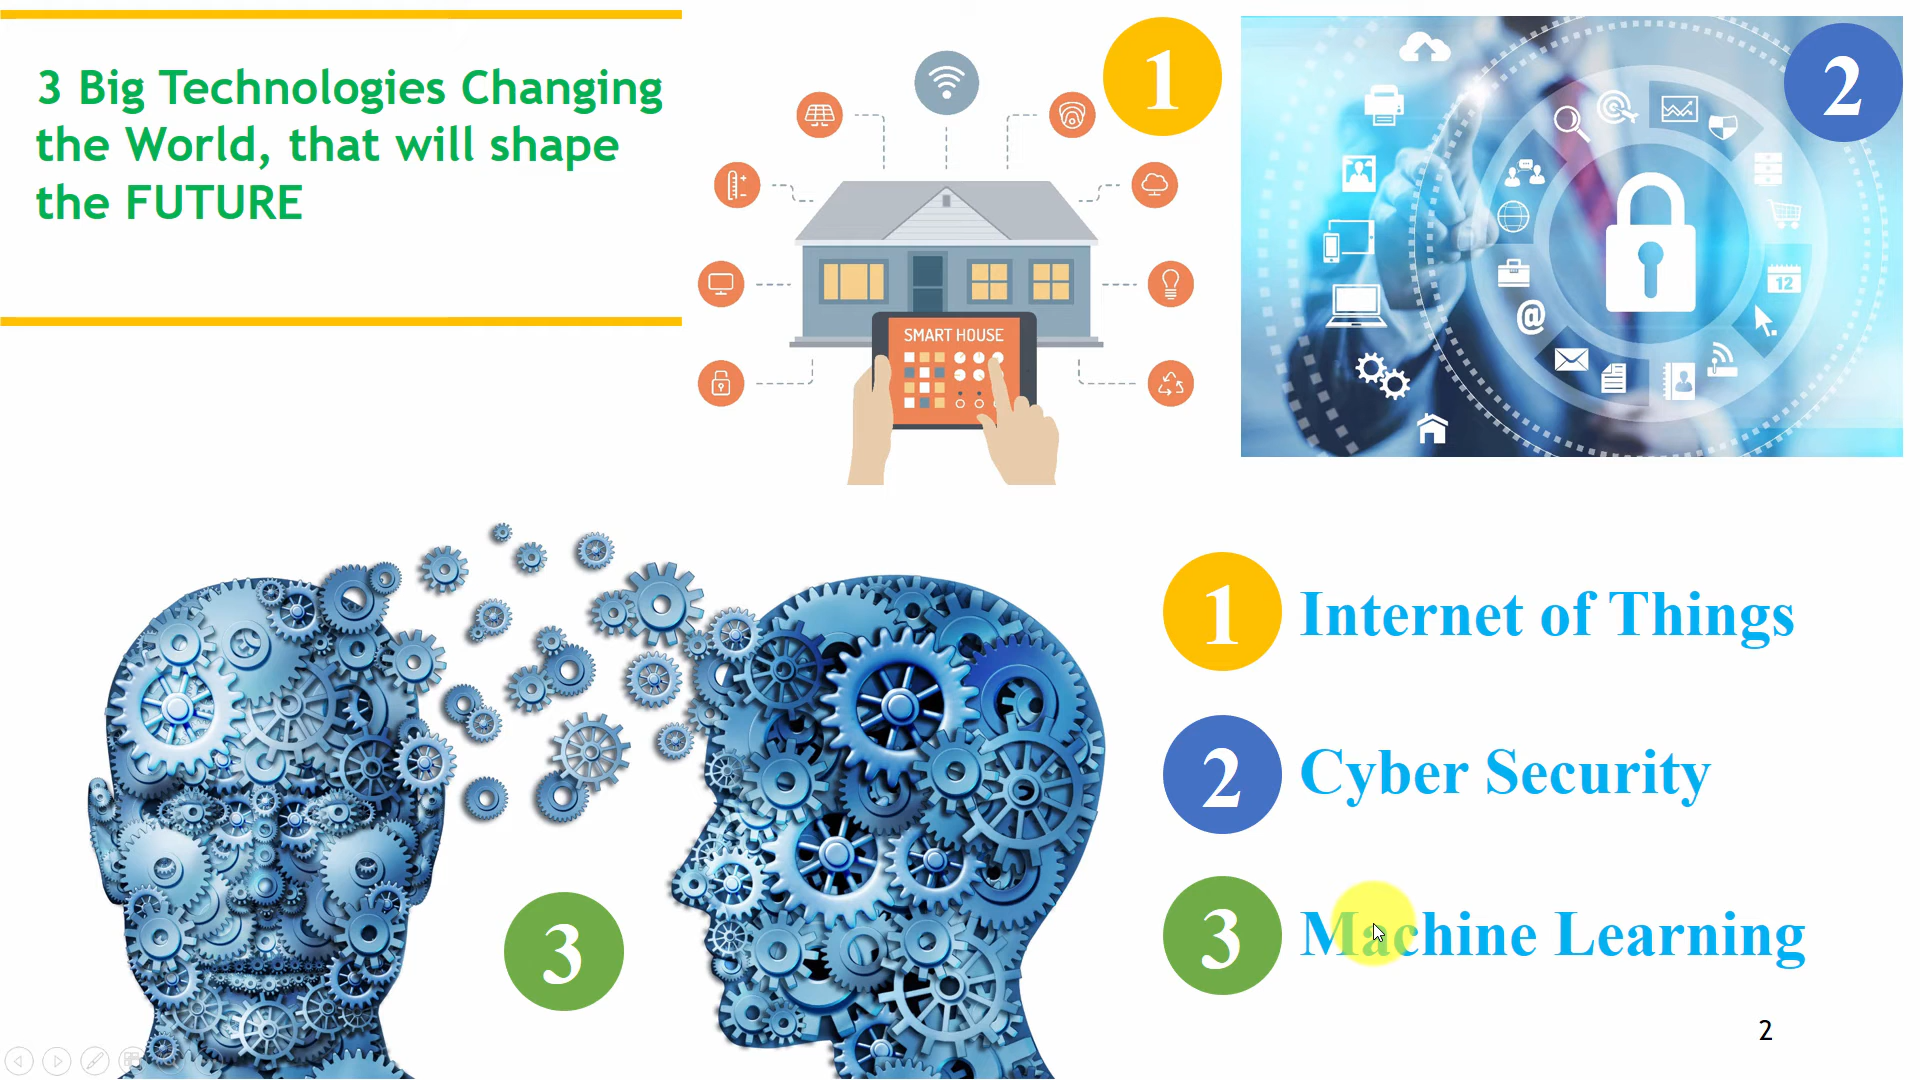 3 Big Technologies Changing
the World, that will shape
the FUTURE
1
2
SMART HOUSE
12
@
1 Internet of Things
2 Cyber Security
3
3 Machine Learning
2